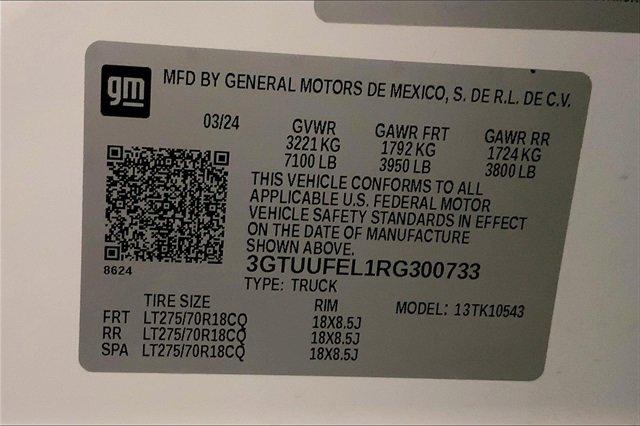 gm
MFD BY GENERAL MOTORS DE MEXICO, S. DE R.L. DE C.V.
03/24 GVWR GAWR FRT GAWR RR
3221 KG 1792 KG 1724 KG
7100 LB 3950 LB 3800 LB
THIS VEHICLE CONFORMS TO ALL
APPLICABLE U.S. FEDERAL MOTOR
VEHICLE SAFETY STANDARDS IN EFFECT
ON THE DATE OF MANUFACTURE
SHOWN ABOVE.
8624
3GTUUFEL1RG300733
TYPE: TRUCK
TIRE SIZE RIM MODEL: 13TK10543
FRT LT275/70R18CQ 18X8.5J
RR LT275/70R18CQ 18X8.5J
SPA LT275/70R18CQ 18X8.5J